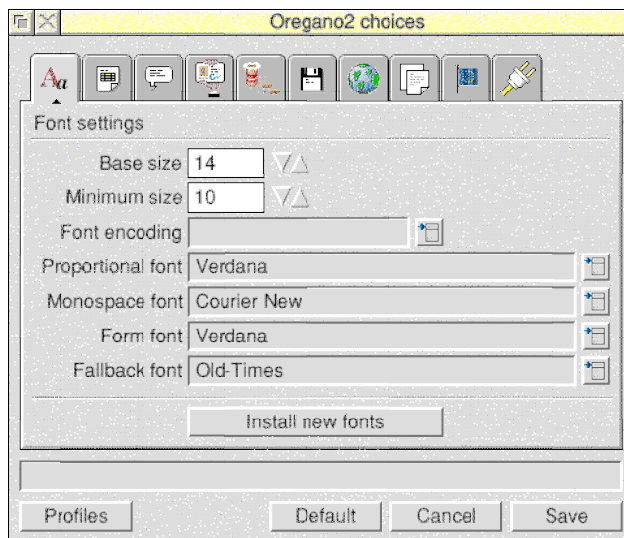 Oregano2 choices
Aa
Font settings
Base size 14
Minimum size 10
Font encoding
Proportional font Verdana
Monospace font Courier New
Form font Verdana
Fallback font Old-Times
Install new fonts
Profiles Default Cancel Save